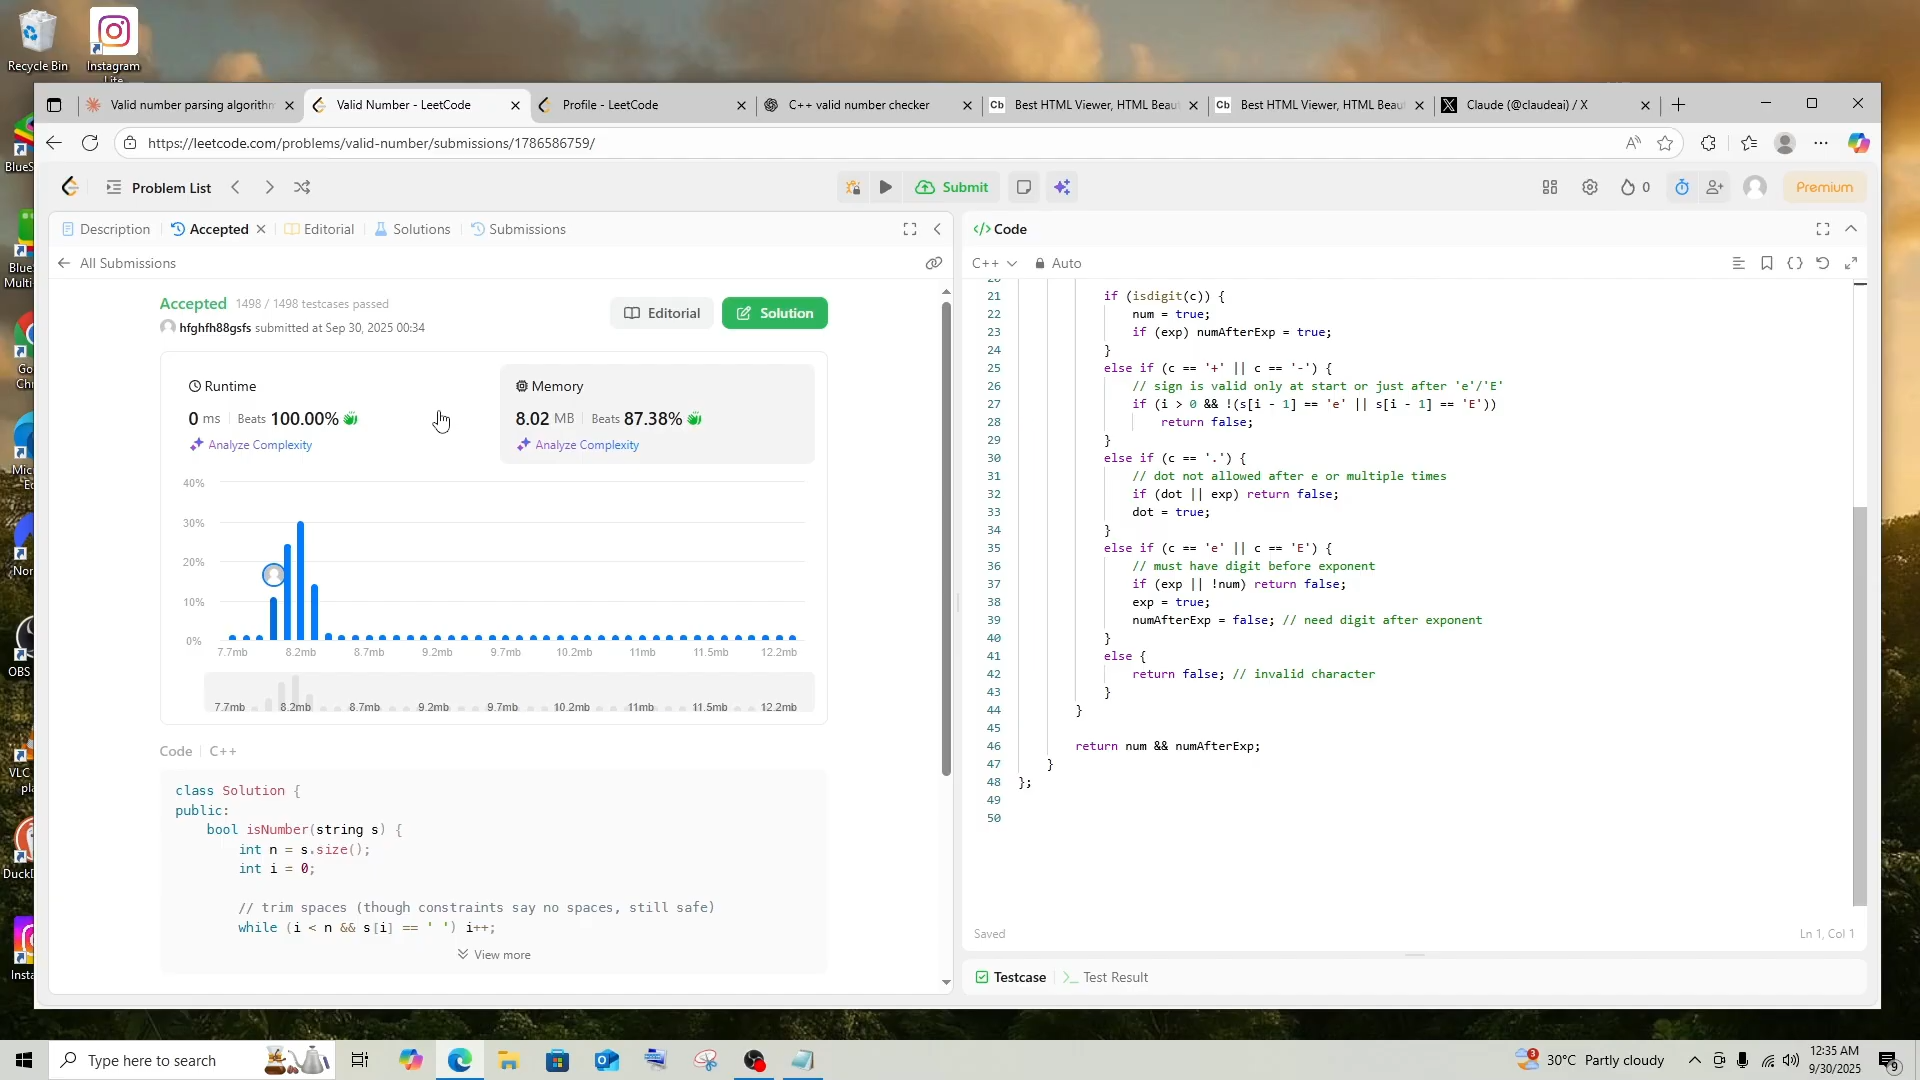 Recycle Bin
Instagram
Lite
Valid number parsing algorithm
Valid Number - LeetCode
Profile - LeetCode
C++ valid number checker
Cb
Best HTML Viewer, HTML Beau
Cb
Best HTML Viewer, HTML Beau
Claude (@claudeai) / X
https://leetcode.com/problems/valid-number/submissions/1786586759/
Problem List
Submit
0
Premium
Description
Accepted
Editorial
Solutions
Submissions
All Submissions
Accepted 1498 / 1498 testcases passed
hfghfh88gsfs submitted at Sep 30, 2025 00:34
Editorial
Solution
Runtime
0 ms Beats 100.00%
Analyze Complexity
Memory
8.02 MB Beats 87.38%
Analyze Complexity
40%
30%
20%
10%
0%
7.7mb 8.2mb 8.7mb 9.2mb 9.7mb 10.2mb 11mb 11.5mb 12.2mb
7.7mb 8.2mb 8.7mb 9.2mb 9.7mb 10.2mb 11mb 11.5mb 12.2mb
Code C++
class Solution {
public:
bool isNumber(string s) {
int n = s.size();
int i = 0;
// trim spaces (though constraints say no spaces, still safe)
while (i < n && s[i] == ' ') i++;
View more
</> Code
C++ Auto
21 if (isdigit(c)) {
22 num = true;
23 if (exp) numAfterExp = true;
24 }
25 else if (c == '+' || c == '-') {
26 // sign is valid only at start or just after 'e'/'E'
27 if (i > 0 && !(s[i - 1] == 'e' || s[i - 1] == 'E'))
28 return false;
29 }
30 else if (c == '.') {
31 // dot not allowed after e or multiple times
32 if (dot || exp) return false;
33 dot = true;
34 }
35 else if (c == 'e' || c == 'E') {
36 // must have digit before exponent
37 if (exp || !num) return false;
38 exp = true;
39 numAfterExp = false; // need digit after exponent
40 }
41 else {
42 return false; // invalid character
43 }
44 }
45
46 return num && numAfterExp;
47 }
48 };
49
50
Saved
Ln 1, Col 1
Testcase
Test Result
Type here to search
3
30°C Partly cloudy
12:35 AM
9/30/2025
9